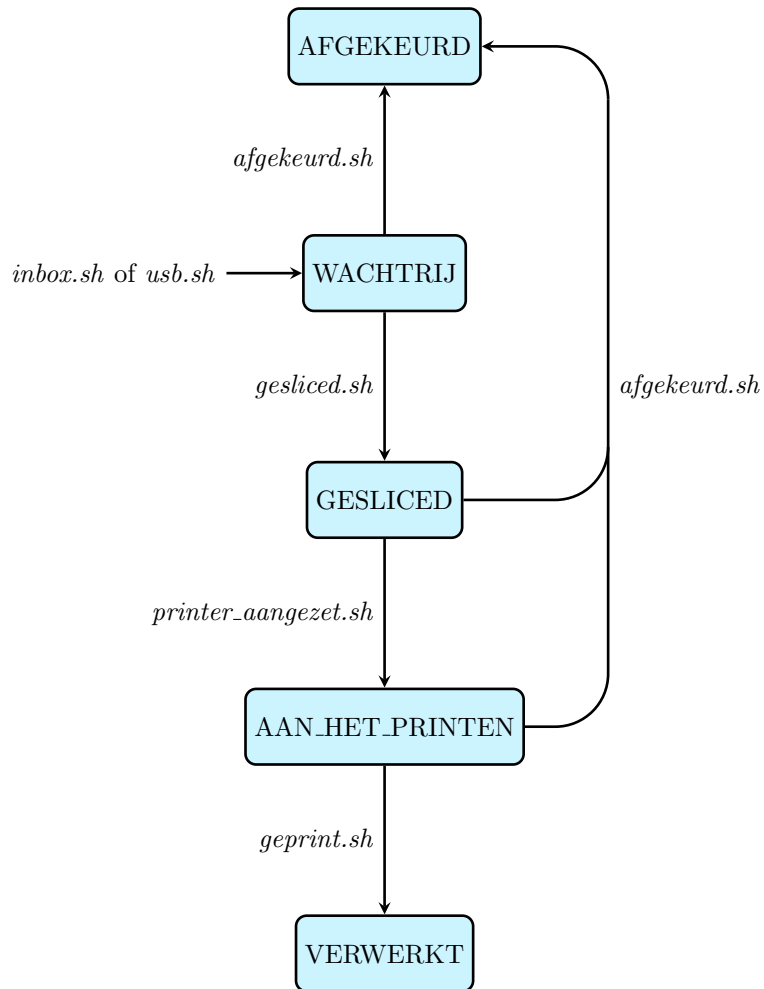 AFGEKEURD
afgekeurd.sh
WACHTRIJ
inbox.sh of usb.sh
gesliced.sh
afgekeurd.sh
GESLICED
printer_aangezet.sh
AAN_HET_PRINTEN
geprint.sh
VERWERKT